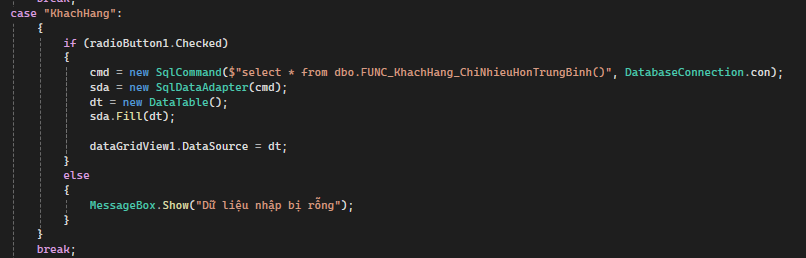 break;
case "KhachHang":
{
if (radioButton1.Checked)
{
cmd = new SqlCommand($"select * from dbo.FUNC_KhachHang_ChiNhieuHonTrungBinh()", DatabaseConnection.con);
sda = new SqlDataAdapter(cmd);
dt = new DataTable();
sda.Fill(dt);
dataGridView1.DataSource = dt;
}
else
{
MessageBox.Show("Dữ liệu nhập bị rỗng");
}
}
break;